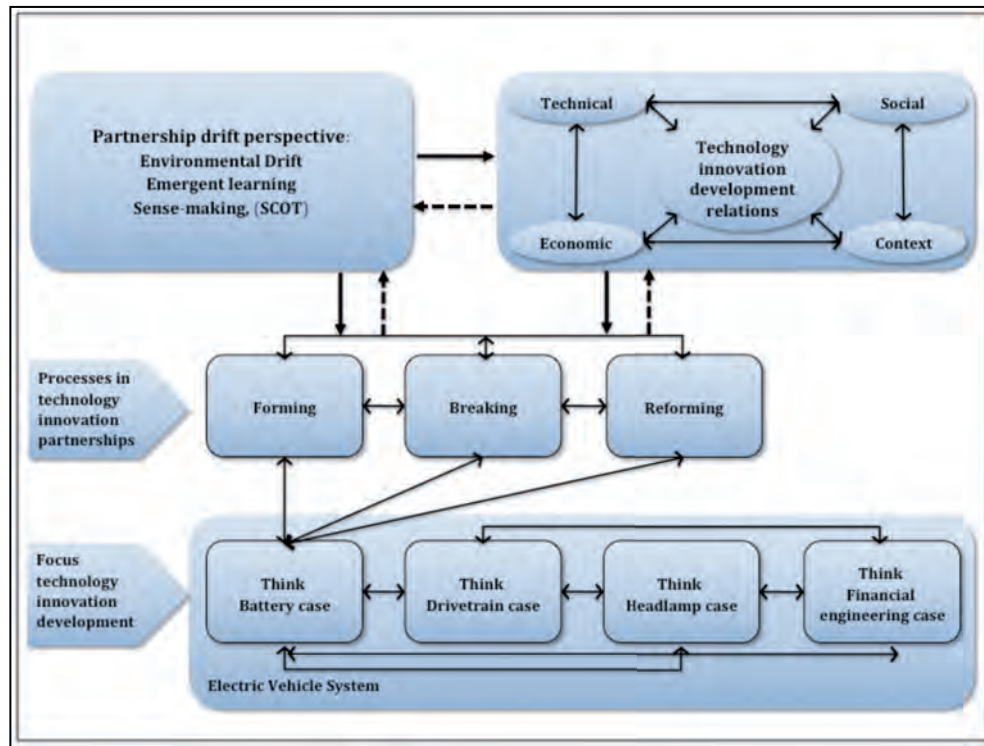 Partnership drift perspective:
Environmental Drift
Emergent learning
Sense-making, (SCOT)
Technical
Social
Technology
innovation
development
relations
Economic
Context
Processes in
technology
innovation
partnerships
Forming
Breaking
Reforming
Focus
technology
innovation
development
Think
Battery case
Think
Drivetrain case
Think
Headlamp case
Think
Financial
engineering case
Electric Vehicle System